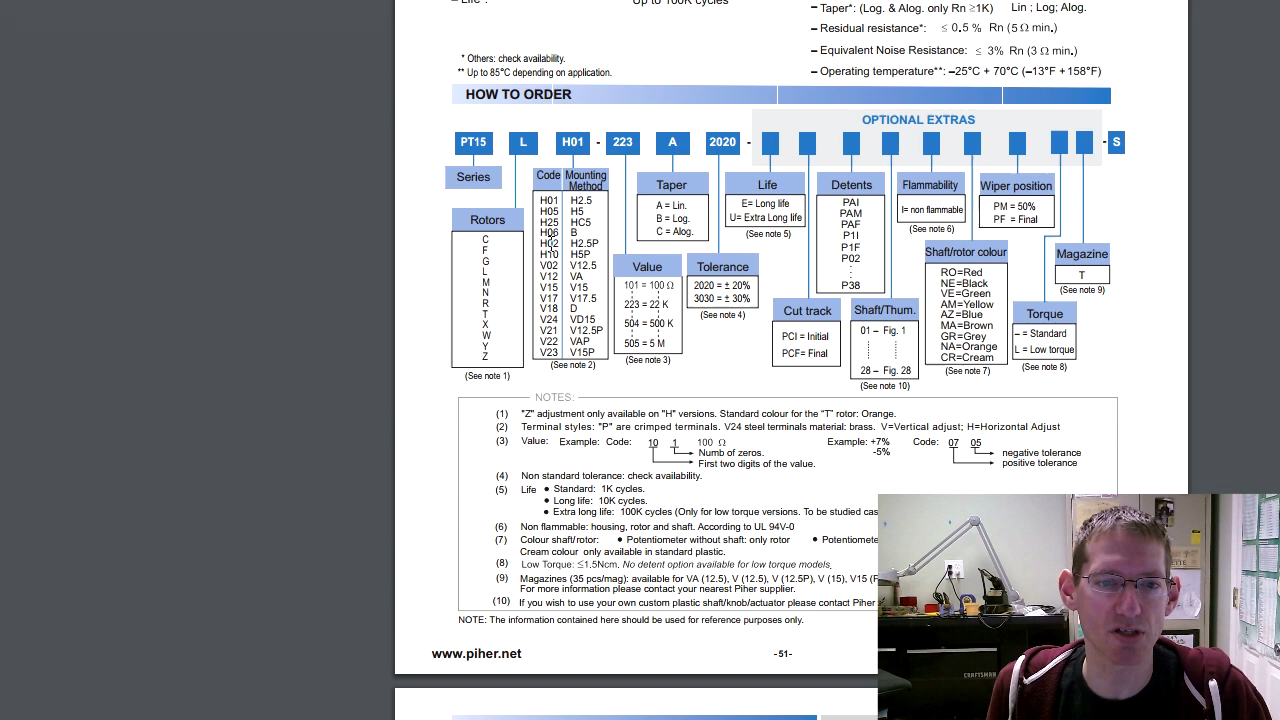 Up to 100K cycles
– Taper*: (Log. & Alog. only Rn ≥1K) Lin ; Log; Alog.
– Residual resistance*: ≤ 0.5 % Rn (5 Ω min.)
– Equivalent Noise Resistance: ≤ 3% Rn (3 Ω min.)
* Others: check availability.
** Up to 85°C depending on application.
– Operating temperature**: –25°C + 70°C (–13°F +158°F)
HOW TO ORDER
OPTIONAL EXTRAS
PT15 L H01 - 223 A 2020 - - S
Series
Rotors
C
F
G
L
M
N
R
T
X
W
Y
Z
(See note 1)
Code Mounting Method
H01 H2.5
H05 H5
H25 HC5
H06 B
H02 H2.5P
H10 H5P
V02 V12.5
V12 VA
V15 V15
V17 V17.5
V18 D
V24 VD15
V21 V12.5P
V22 VAP
V23 V15P
(See note 2)
Value
101 = 100 Ω
223 = 22 K
504 = 500 K
505 = 5 M
(See note 3)
Taper
A = Lin.
B = Log.
C = Alog.
Tolerance
2020 = ± 20%
3030 = ± 30%
(See note 4)
Life
E= Long life
U= Extra Long life
(See note 5)
Cut track
PCI = Initial
PCF= Final
Detents
PAI
PAM
PAF
P1I
P1F
P02
:
:
P38
Shaft/Thum.
01 – Fig. 1
28 – Fig. 28
(See note 10)
Flammability
I= non flammable
(See note 6)
Shaft/rotor colour
RO=Red
NE=Black
VE=Green
AM=Yellow
AZ=Blue
MA=Brown
GR=Grey
NA=Orange
CR=Cream
(See note 7)
Wiper position
PM = 50%
PF = Final
Torque
– = Standard
L = Low torque
(See note 8)
Magazine
T
(See note 9)
NOTES:
(1) "Z" adjustment only available on "H" versions. Standard colour for the "T" rotor: Orange.
(2) Terminal styles: "P" are crimped terminals. V24 steel terminals material: brass. V=Vertical adjust; H=Horizontal Adjust
(3) Value: Example: Code: 10 1 100 Ω Example: +7% Code: 07 05
-5%
Numb of zeros. negative tolerance
First two digits of the value. positive tolerance
(4) Non standard tolerance: check availability.
(5) Life • Standard: 1K cycles.
• Long life: 10K cycles.
• Extra long life: 100K cycles (Only for low torque versions. To be studied cas
(6) Non flammable: housing, rotor and shaft. According to UL 94V-0
(7) Colour shaft/rotor: • Potentiometer without shaft: only rotor • Potentiome
Cream colour only available in standard plastic.
(8) Low Torque: ≤1.5Ncm. No detent option available for low torque models.
(9) Magazines (35 pcs/mag): available for VA (12.5), V (12.5), V (12.5P), V (15), V15 (P
For more information please contact your nearest Piher supplier.
(10) If you wish to use your own custom plastic shaft/knob/actuator please contact Piher
NOTE: The information contained here should be used for reference purposes only.
www.piher.net
-51-
CRAFTSMAN